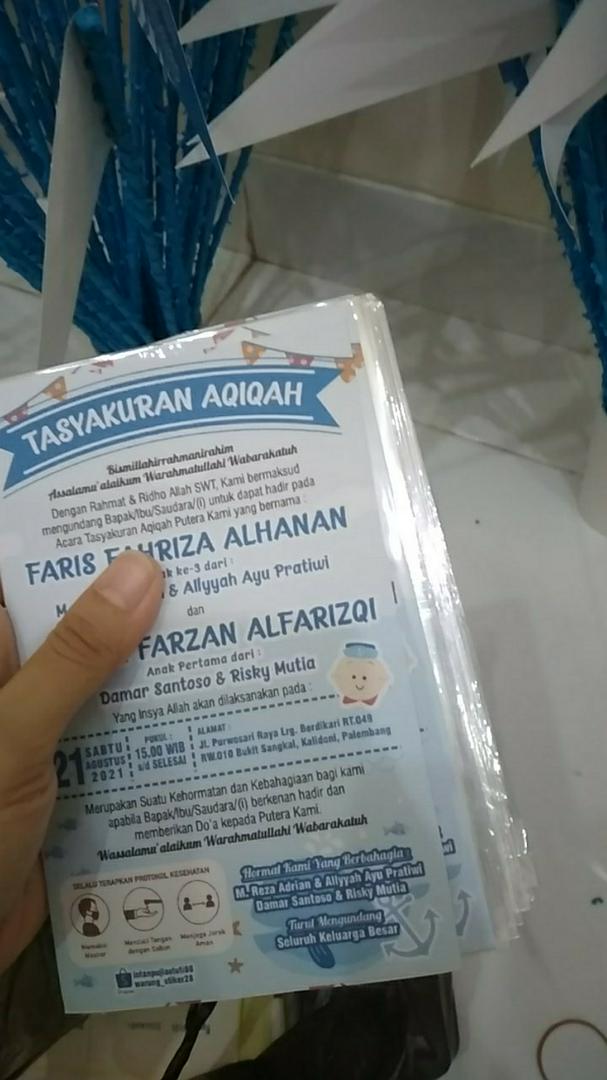 TASYAKURAN AQIQAH
Bismillahirrahmanirahim
Assalamu'alaikum Warahmatullahi Wabarakatuh
Dengan Rahmat & Ridho Allah SWT, Kami bermaksud
mengundang Bapak/Ibu/Saudara/(i) untuk dapat hadir pada
Acara Tasyakuran Aqiqah Putera Kami yang bernama :
FARIS FAHRIZA ALHANAN
ke-3 dari :
M. & Allyyah Ayu Pratiwi
dan
FARZAN ALFARIZQI
Anak Pertama dari :
Damar Santoso & Risky Mutia
Yang Insya Allah akan dilaksanakan pada :
21 SABTU AGUSTUS 2021
PUKUL : 15.00 WIB s/d SELESAI
ALAMAT :
Jl. Purwosari Raya Lrg. Berdikari RT.049
RW.010 Bukit Sangkal, Kalidoni, Palembang
Merupakan Suatu Kehormatan dan Kebahagiaan bagi kami
apabila Bapak/Ibu/Saudara/(i) berkenan hadir dan
memberikan Do'a kepada Putera Kami.
Wassalamu'alaikum Warahmatullahi Wabarakatuh
SELALU TERAPKAN PROTOKOL KESEHATAN
Memakai Masker
Mencuci Tangan dengan Sabun
Menjaga Jarak Aman
Hormat Kami Yang Berbahagia :
M. Reza Adrian & Allyyah Ayu Pratiwi
Damar Santoso & Risky Mutia
Turut Mengundang
Seluruh Keluarga Besar
warung_stiker28